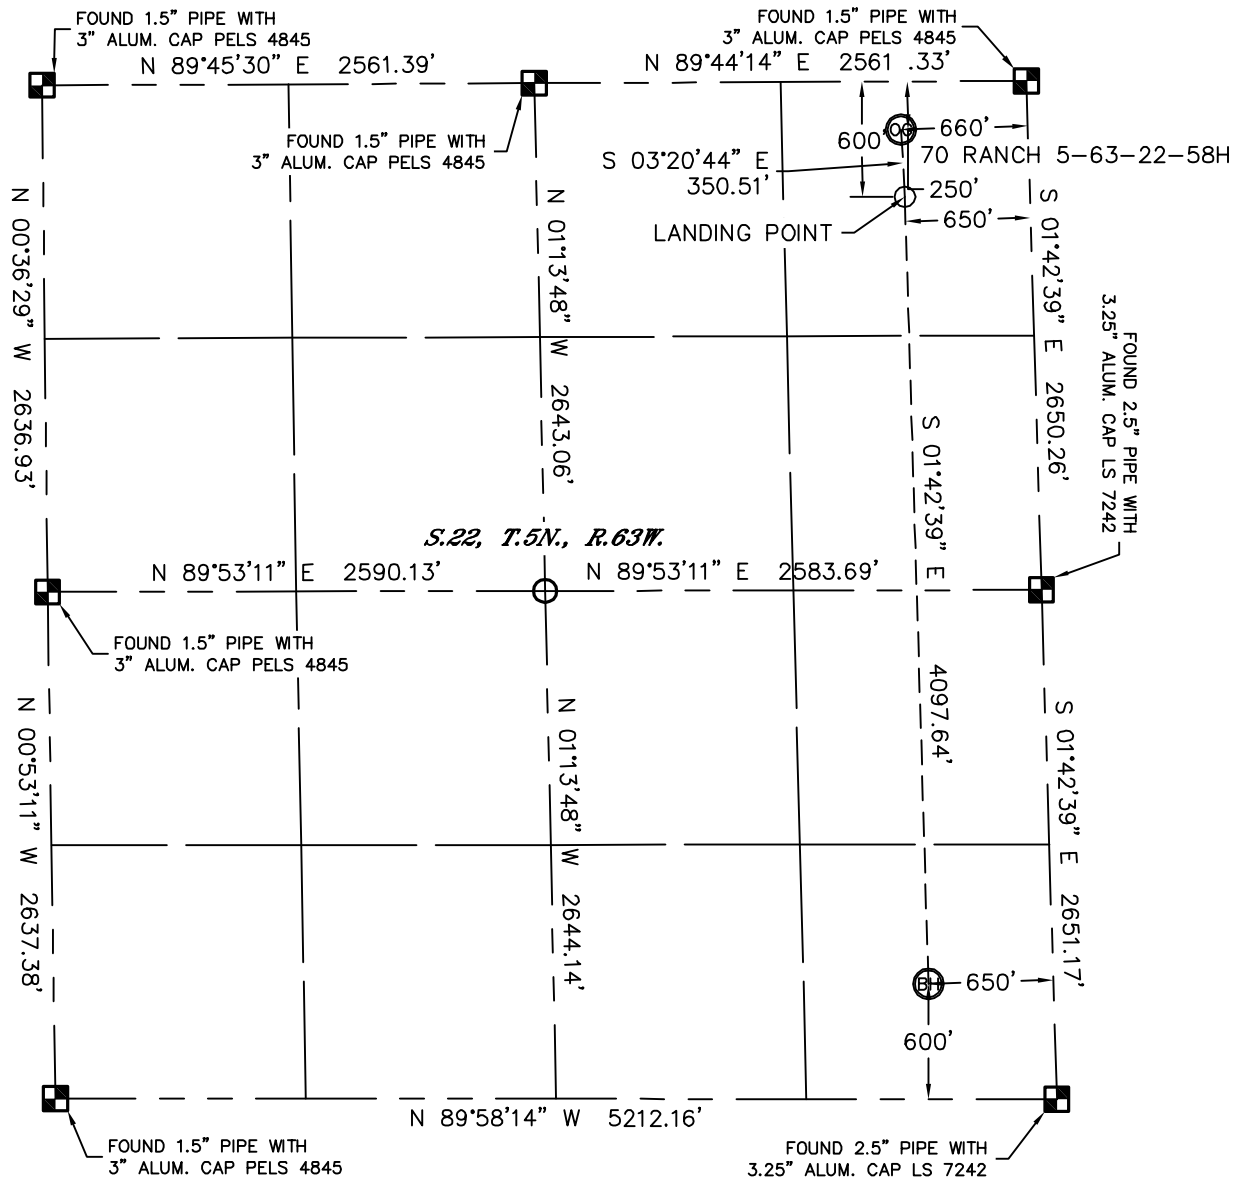 FOUND 1.5” PIPE WITH
3” ALUM. CAP PELS 4845
FOUND 1.5” PIPE WITH
3” ALUM. CAP PELS 4845
N 89°45'30” E 2561.39'
N 89°44'14” E 2561 .33'
FOUND 1.5” PIPE WITH
3” ALUM. CAP PELS 4845
600'
OG
660'
70 RANCH 5-63-22-58H
S 03°20'44” E
350.51'
250'
650'
LANDING POINT
N 00°36'29” W 2636.93'
N 01°13'48” W 2643.06'
S 01°42'39” E 2650.26'
FOUND 2.5” PIPE WITH
3.25” ALUM. CAP LS 7242
S 01°42'39” E 4097.64'
S.22, T.5N., R.63W.
N 89°53'11” E 2590.13'
N 89°53'11” E 2583.69'
FOUND 1.5” PIPE WITH
3” ALUM. CAP PELS 4845
N 00°53'11” W 2637.38'
N 01°13'48” W 2644.14'
S 01°42'39” E 2651.17'
BH
650'
600'
N 89°58'14” W 5212.16'
FOUND 1.5” PIPE WITH
3” ALUM. CAP PELS 4845
FOUND 2.5” PIPE WITH
3.25” ALUM. CAP LS 7242